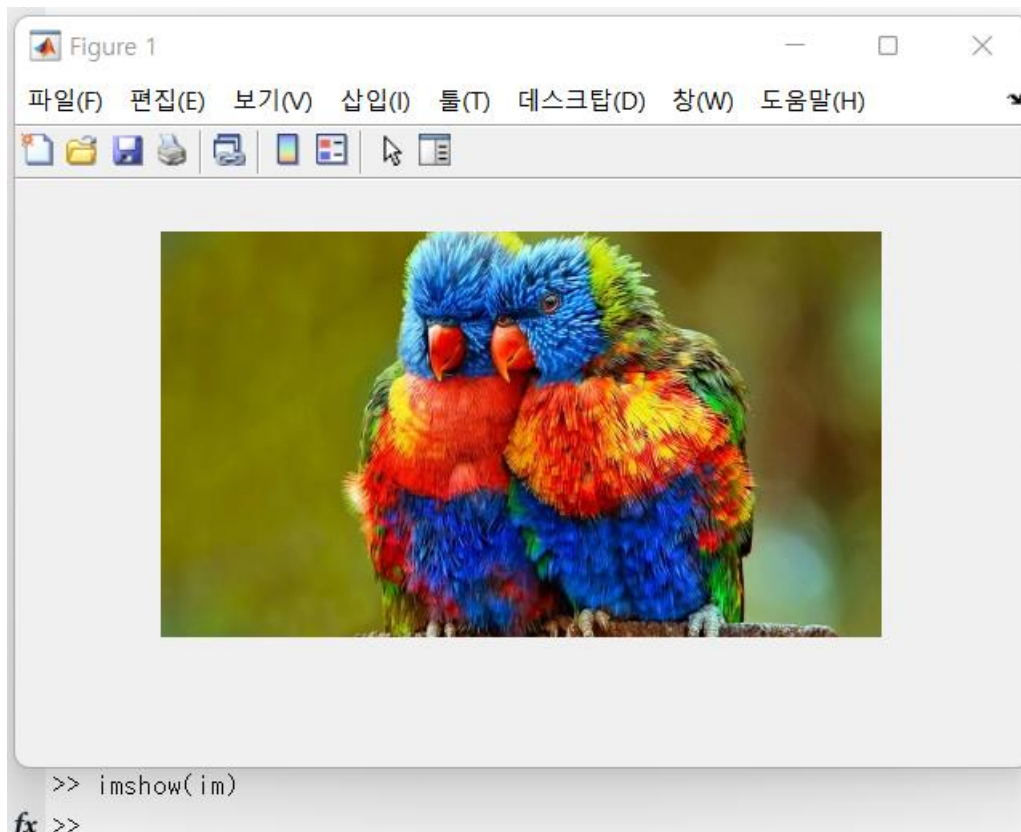 Figure 1
파일(F) 편집(E) 보기(V) 삽입(I) 툴(T) 데스크탑(D) 창(W) 도움말(H)
>> imshow(im)
fx >>